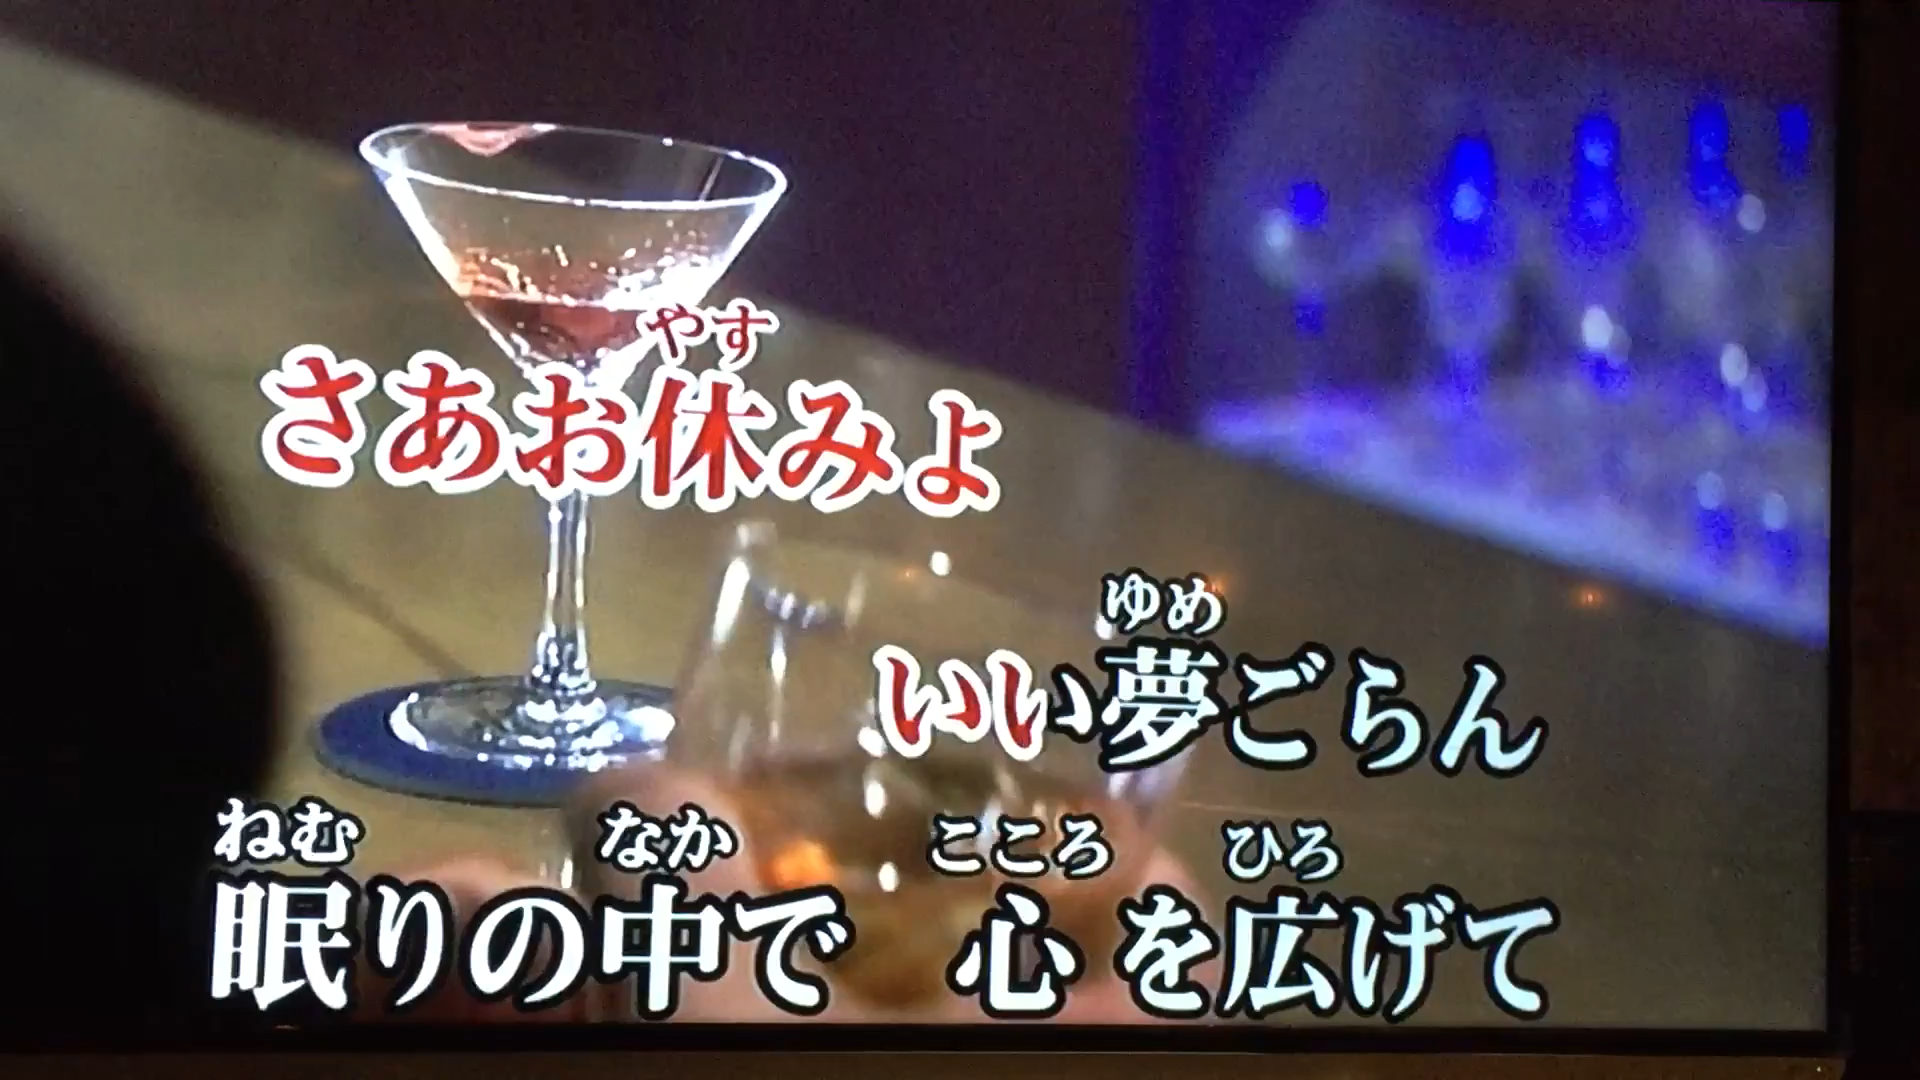 やす
さあお休みよ
ゆめ
いい夢ごらん
ねむ なか こころ ひろ
眠りの中で 心を広げて